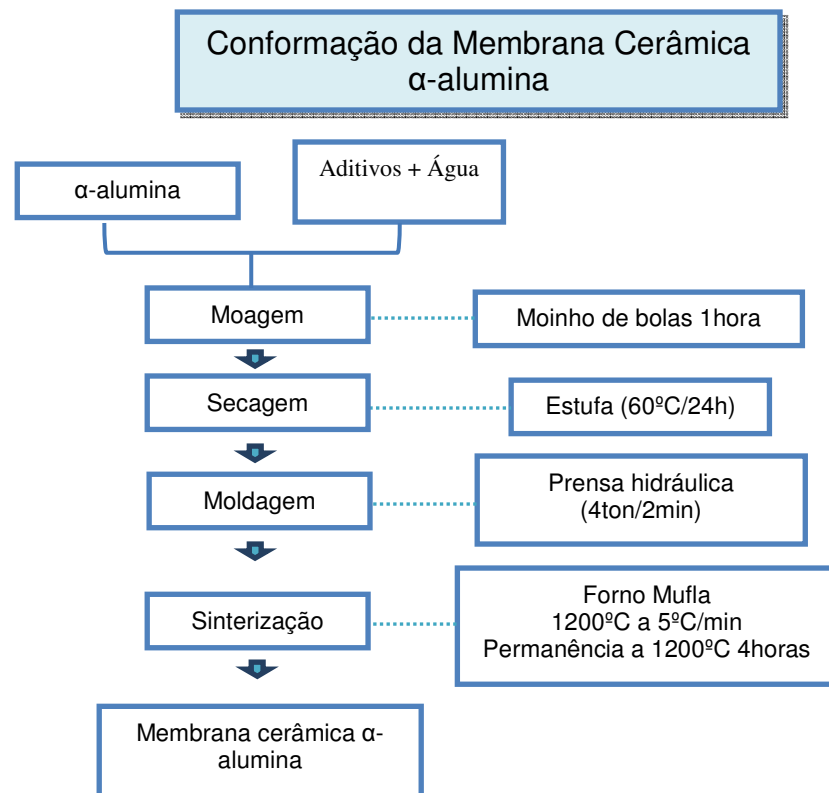 Conformação da Membrana Cerâmica
α-alumina
α-alumina
Aditivos + Água
Moagem
Moinho de bolas 1hora
Secagem
Estufa (60ºC/24h)
Moldagem
Prensa hidráulica
(4ton/2min)
Sinterização
Forno Mufla
1200ºC a 5ºC/min
Permanência a 1200ºC 4horas
Membrana cerâmica α-
alumina